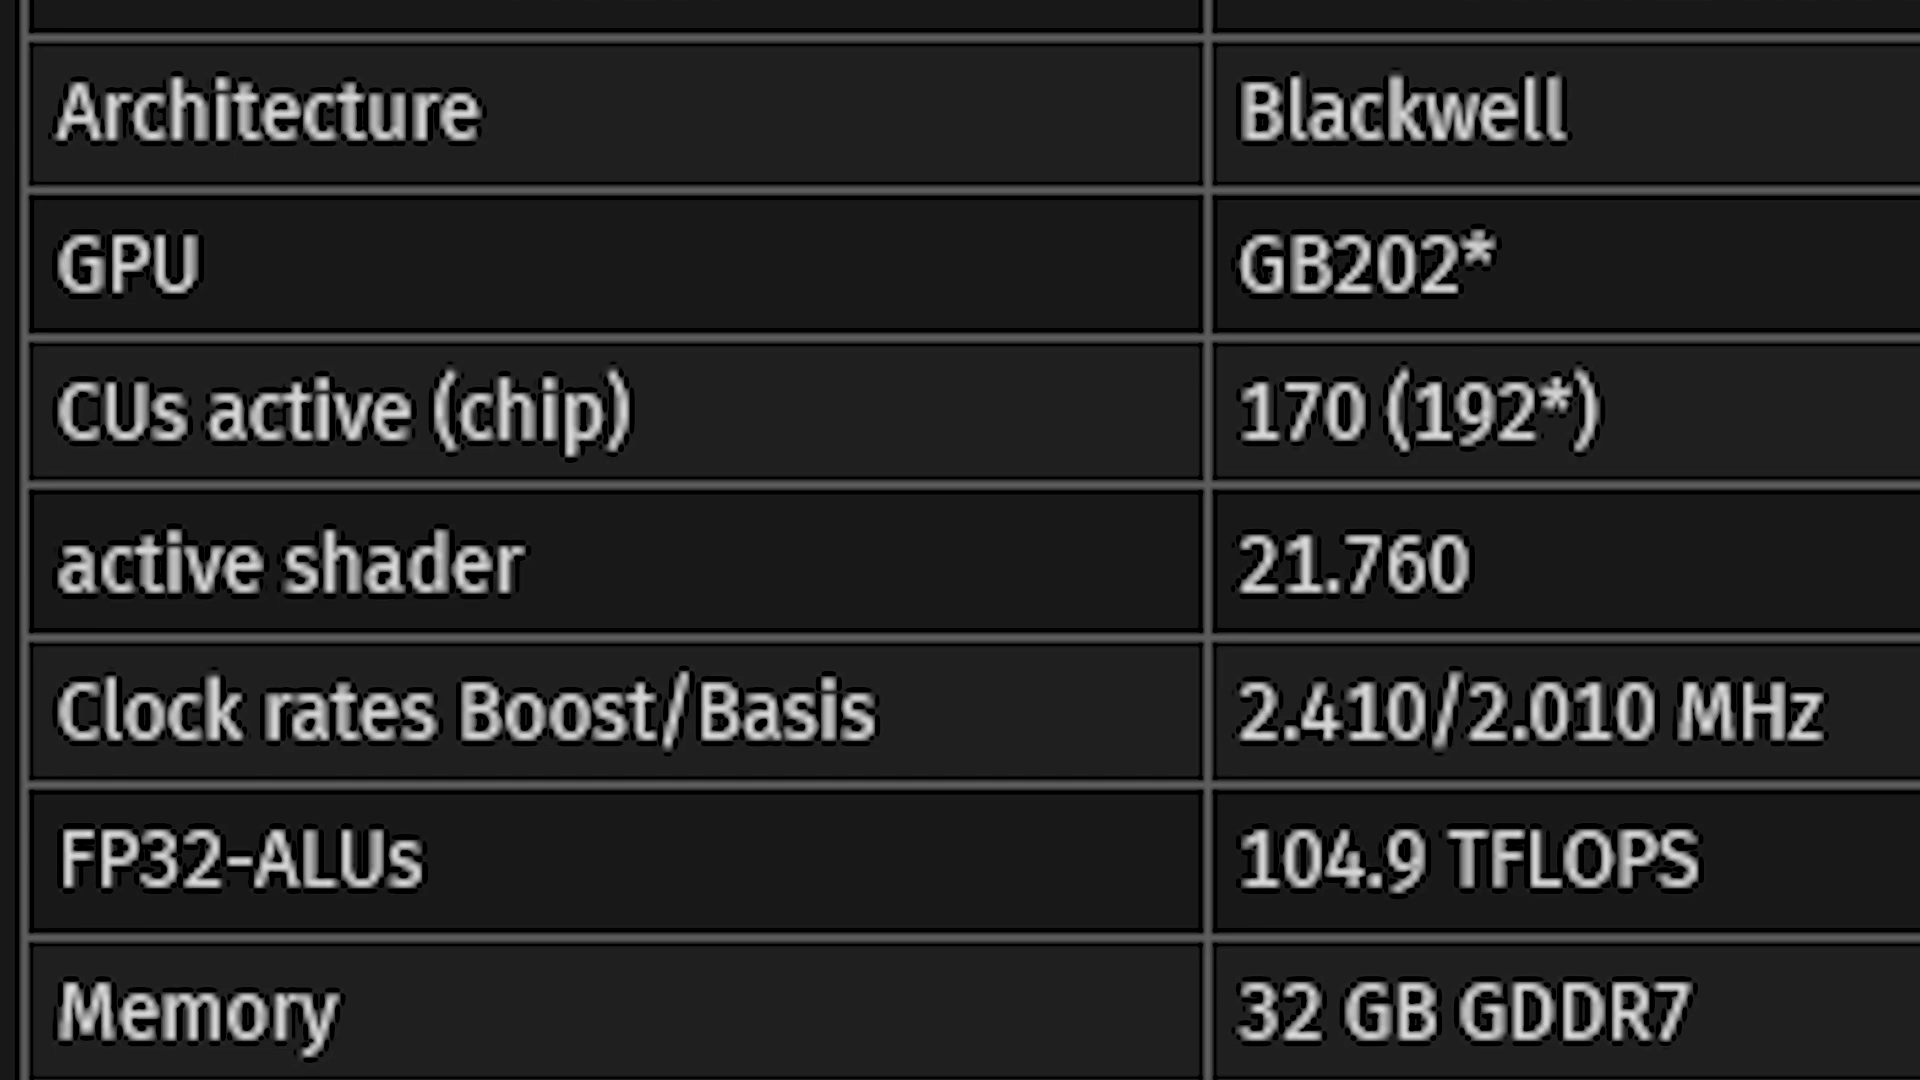 Architecture Blackwell
GPU GB202*
CUs active (chip) 170 (192*)
active shader 21.760
Clock rates Boost/Basis 2.410/2.010 MHz
FP32-ALUs 104.9 TFLOPS
Memory 32 GB GDDR7